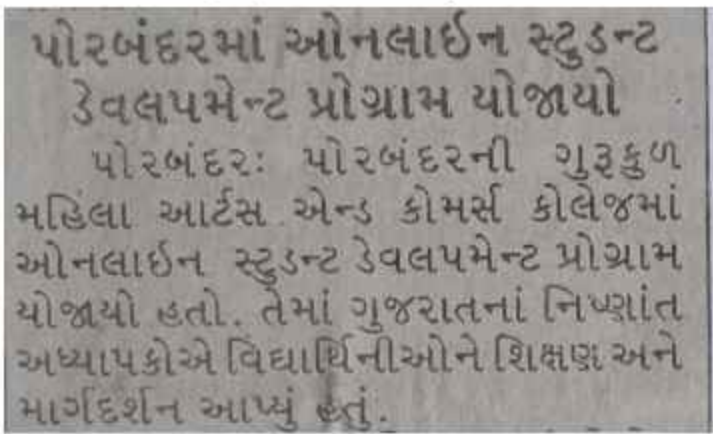 પોરબંદરમાં ઓનલાઈન સ્ટુડન્ટ
ડેવલપમેન્ટ પ્રોગ્રામ યોજાયો
પોરબંદરઃ પોરબંદરની ગુરૂકુળ
મહિલા આર્ટસ એન્ડ કોમર્સ કોલેજમાં
ઓનલાઈન સ્ટુડન્ટ ડેવલપમેન્ટ પ્રોગ્રામ
યોજાયો હતો. તેમાં ગુજરાતનાં નિષ્ણાંત
અધ્યાપકોએ વિદ્યાર્થિનીઓને શિક્ષણ અને
માર્ગદર્શન આપ્યું હતું.